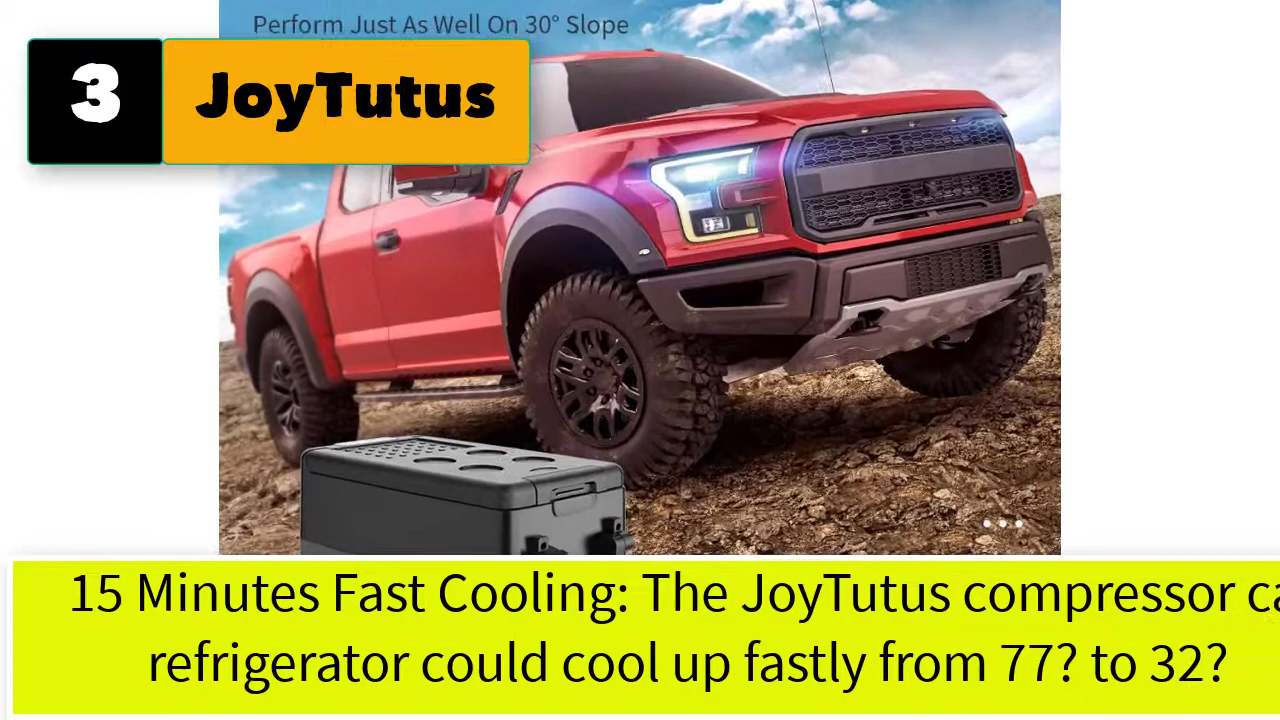 Perform Just As Well On 30° Slope
3 JoyTutus
15 Minutes Fast Cooling: The JoyTutus compressor ca
refrigerator could cool up fastly from 77? to 32?